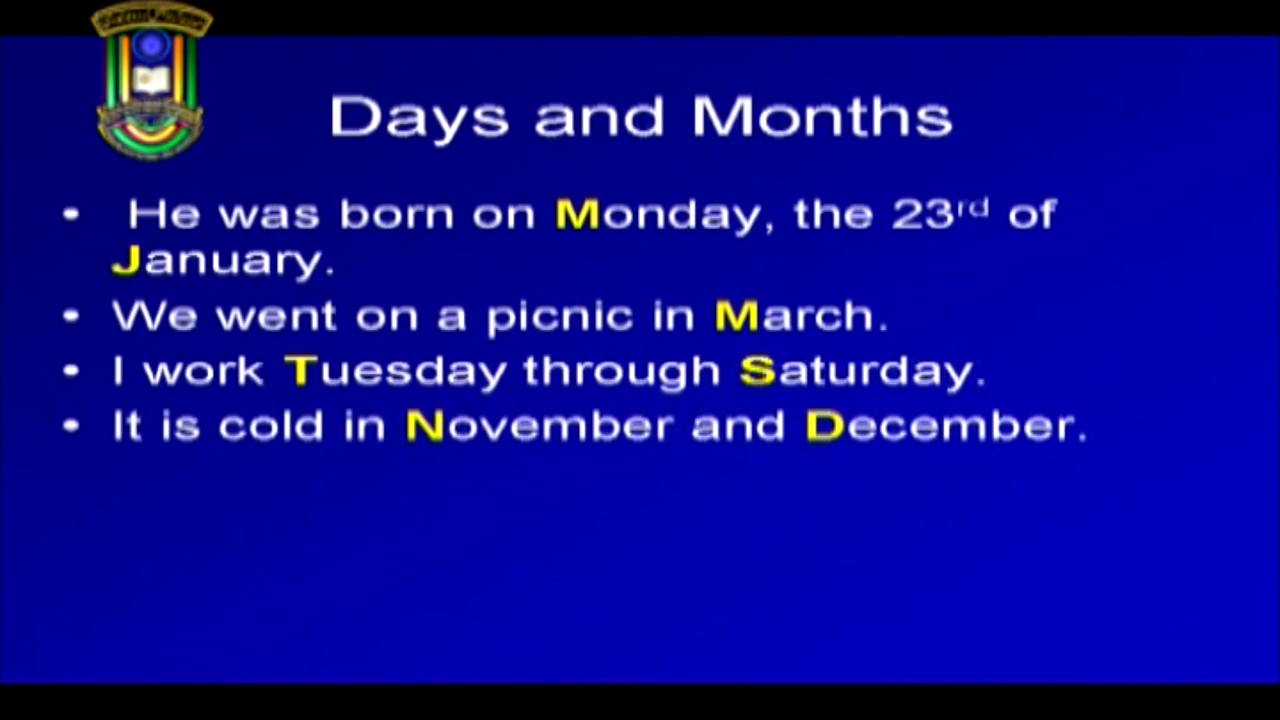 Days and Months
• He was born on Monday, the 23rd of
January.
• We went on a picnic in March.
• I work Tuesday through Saturday.
• It is cold in November and December.